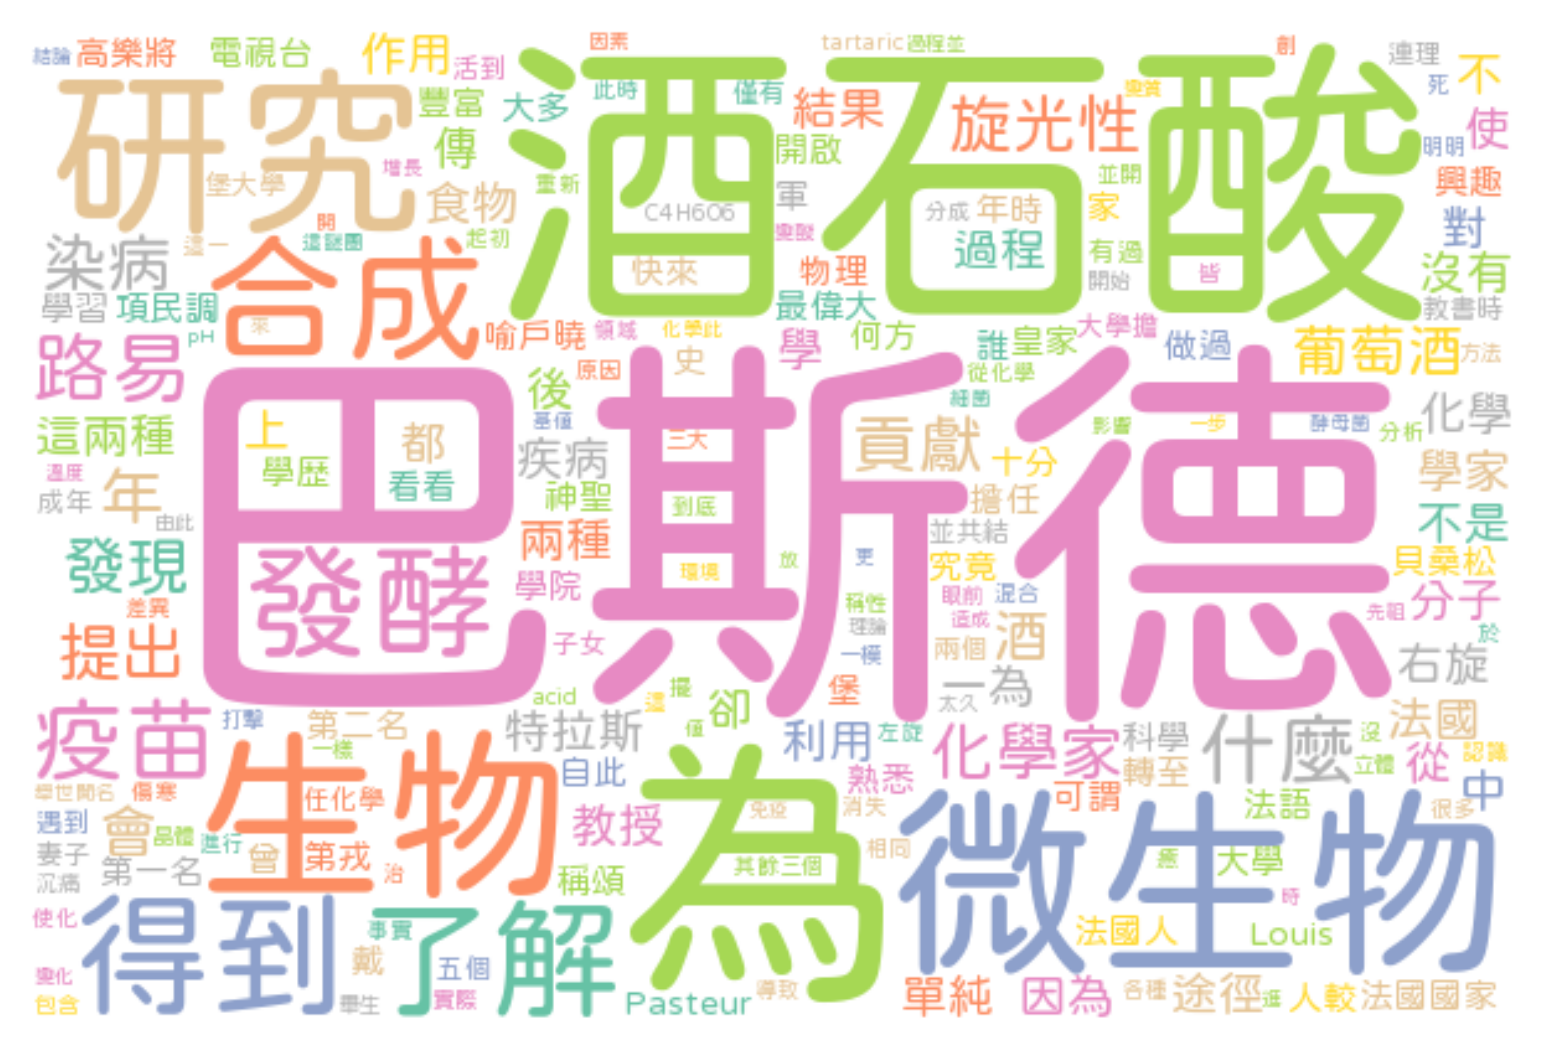 結論 高樂將 電視台 作用 活到 因素 tartaric 過程並 創 連理 不
研究 豐富 大多 酒石酸 此時 僅有 結果 變質 旋光性 死 使
傳 增長 堡大學 食物 重新 開啟 軍 C4H6O6 分成 年時 家 並開 明明 興趣
染病 這一 開 這謎團 起初 變酸 過程 有過 皆 對 沒有
學習 項民調 合成 快來 物理 最偉大 開始 教書時
pH 來 喻戶曉 領域 化學此 學 何方 誰 皇家 大學擔 做過 葡萄酒 方法
路易 原因 史 從化學 後 細菌
巴斯德 上 學歷 都 看看 基值 三大 貢獻 十分 影響 一步 酵母菌 分析 化學
這兩種 疾病 神聖 到底 擔任 學家
溫度 年 成年 由此 兩種 並共結 不是
發現 發酵 學院 環境 放 更 究竟 貝桑松
差異 稱性 眼前 混合 先祖 分子
提出 子女 理論 造成 酒 於
一模 兩個 右旋
疫苗 acid 這 擺 值 卻 堡 太久 一為 法國
打擊 第二名 一樣 特拉斯 利用 左旋 化學家 科學 什麼 沒 從 認識
生物 自此 熟悉 轉至 立體 中
舉世聞名 傷寒 任化學 為 免疫 消失 可謂 法語 很多
遇到 會 晶體 進行 教授 微生物
妻子 曾 第戎 其餘三個 相同 癒 大學
沉痛 第一名 治 稱頌 時
使化 得到 事實 了解 法國人 Louis
變化 戴 五個
包含 畢生 實際 Pasteur 導致 單純 因為 各種 途徑 進 人較 法國國家